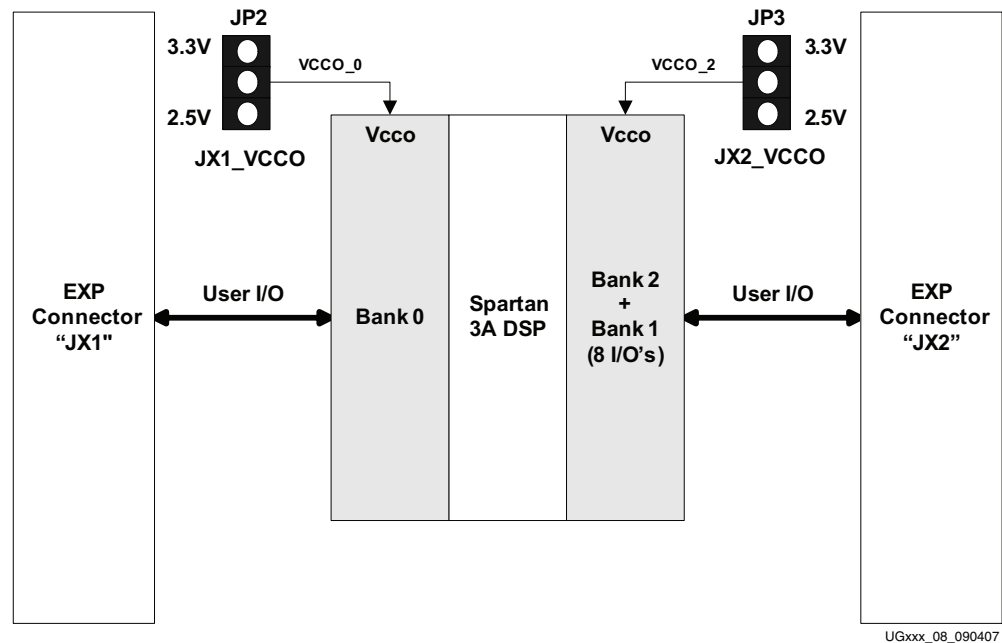 JP2
3.3V
VCCO_0
2.5V
JX1_VCCO
JP3
3.3V
VCCO_2
2.5V
JX2_VCCO
Vcco
Vcco
EXP
Connector
“JX1"
User I/O
Bank 0
Spartan
3A DSP
Bank 2
+
Bank 1
(8 I/O’s)
User I/O
EXP
Connector
“JX2”
UGxxx_08_090407